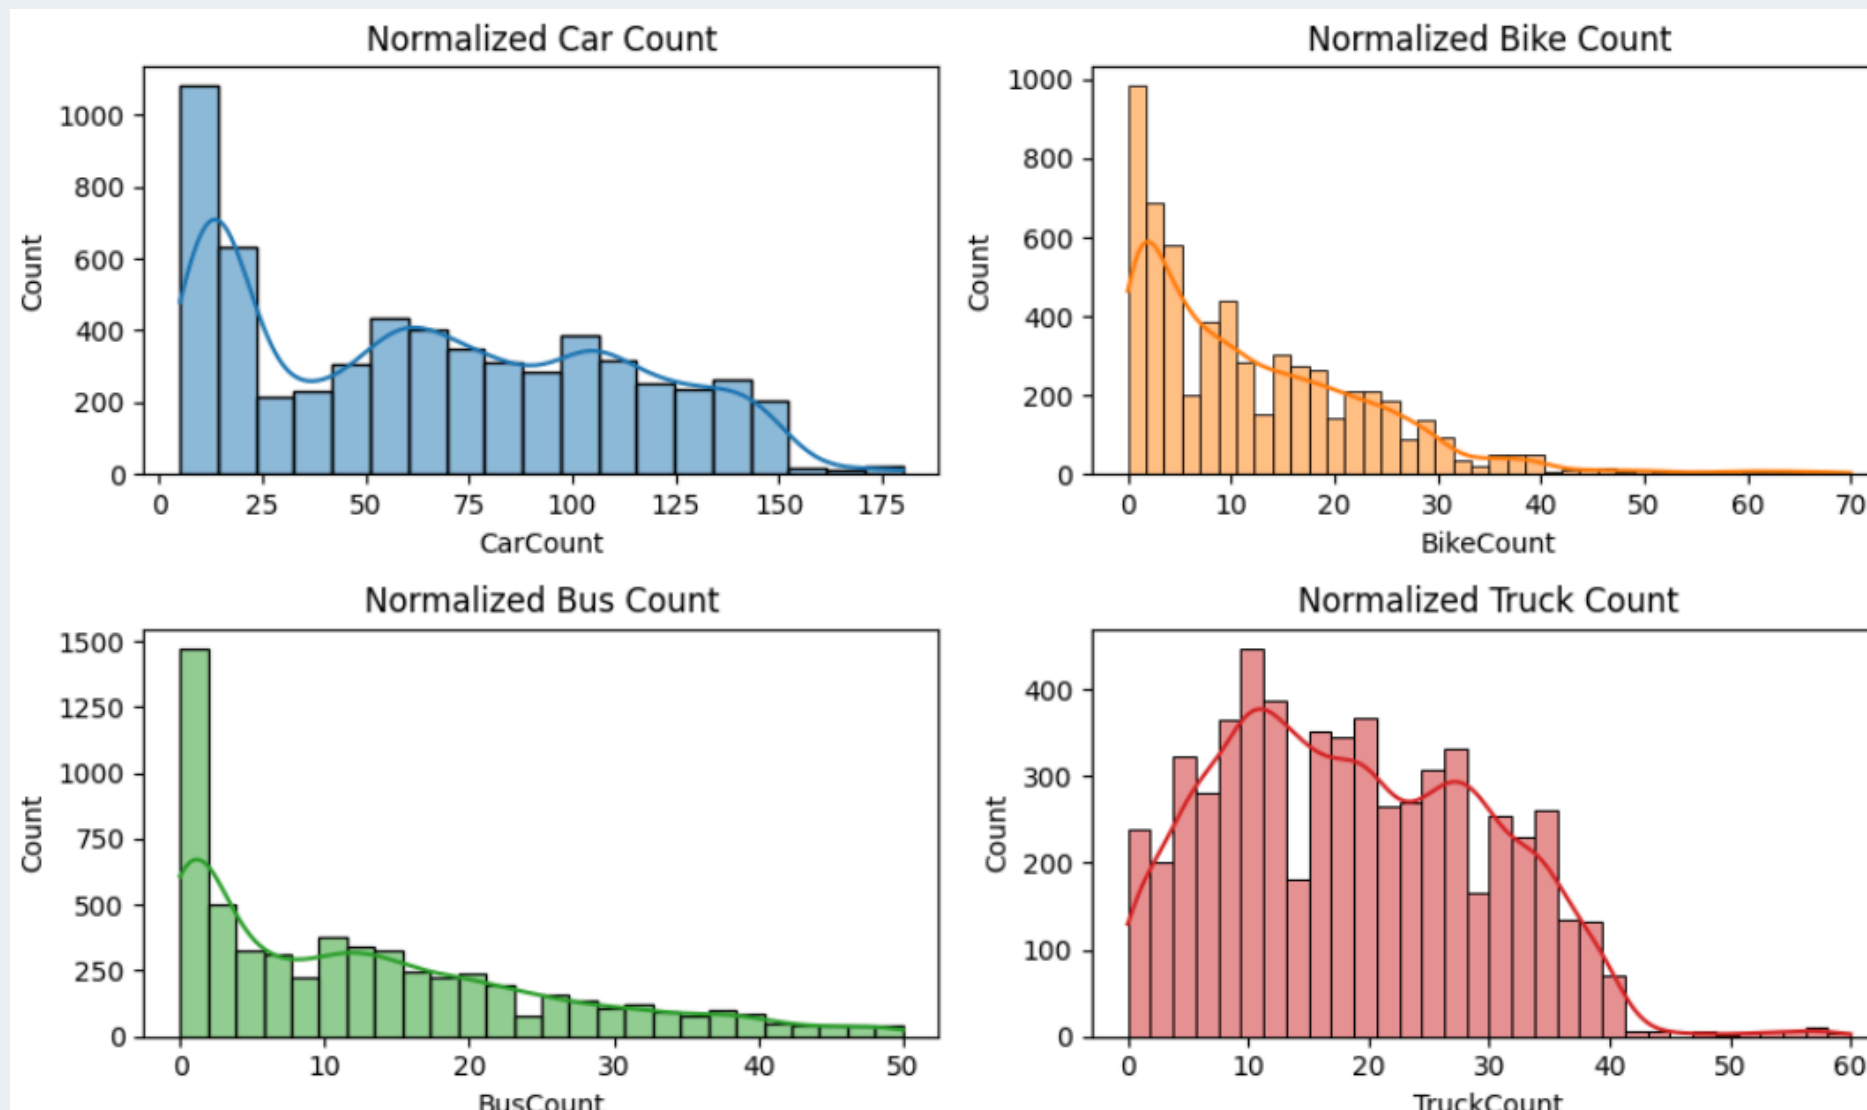 Normalized Car Count
Count
1000
800
600
400
200
0
0 25 50 75 100 125 150 175
CarCount
Normalized Bike Count
Count
1000
800
600
400
200
0
0 10 20 30 40 50 60 70
BikeCount
Normalized Bus Count
Count
1500
1250
1000
750
500
250
0
0 10 20 30 40 50
BusCount
Normalized Truck Count
Count
400
300
200
100
0
0 10 20 30 40 50 60
TruckCount